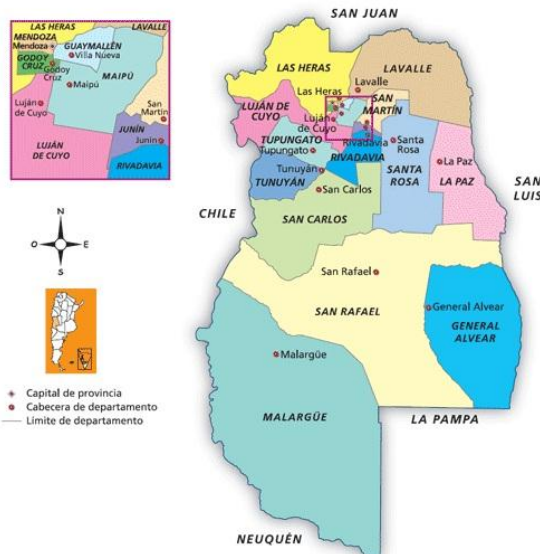 SAN JUAN
LAS HERAS
LAVALLE
MENDOZA
Mendoza
GUAYMALLÉN
Villa Nueva
GODOY
CRUZ
Godoy
Cruz
MAIPÚ
Maipú
Luján
de Cuyo
San
Martín
JUNÍN
Junín
LUJÁN
DE CUYO
RIVADAVIA
LAS HERAS
LAVALLE
Lavalle
Las Heras
SAN
MARTÍN
LUJÁN DE
CUYO
Luján
de Cuyo
TUPUNGATO
Tupungato
Rivadavia
RIVADAVIA
Santa
Rosa
SANTA
ROSA
La Paz
LA PAZ
SAN
LUIS
Tunuyán
TUNUYÁN
San Carlos
SAN CARLOS
CHILE
N
O
E
S
San Rafael
SAN RAFAEL
General Alvear
GENERAL
ALVEAR
Malargüe
MALARGÜE
Capital de provincia
Cabecera de departamento
Límite de departamento
LA PAMPA
NEUQUÉN